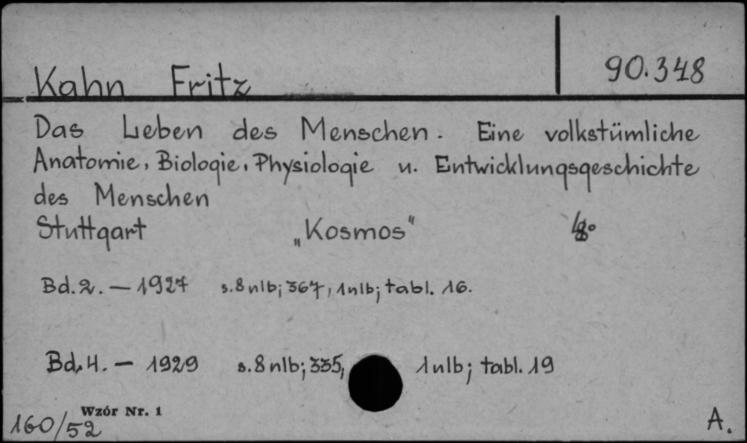 Kahn Fritz 90.348
Das Leben des Menschen. Eine volkstümliche
Anatomie, Biologie, Physiologie u. Entwicklungsgeschichte
des Menschen
Stuttgart „Kosmos" 8°
Bd. 2. — 1927 s. 8 nlb; 367, 1 nlb; tabl. 16.
Bd. 4. — 1929 s. 8 nlb; 335, 1 nlb; tabl. 19
Wzór Nr. 1
160/52 A.